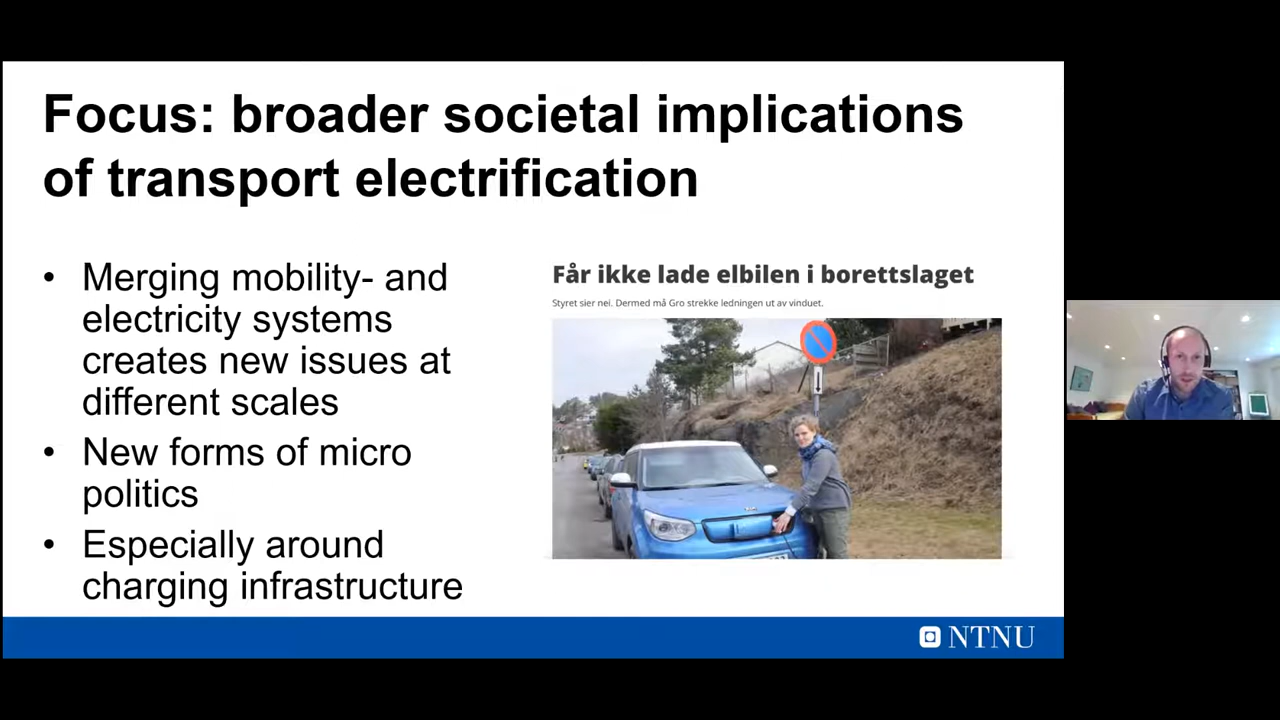 Focus: broader societal implications
of transport electrification
• Merging mobility- and
electricity systems
creates new issues at
different scales
• New forms of micro
politics
• Especially around
charging infrastructure
Får ikke lade elbilen i borettslaget
Styret sier nei. Dermed må Gro strekke ledningen ut av vinduet.
NTNU